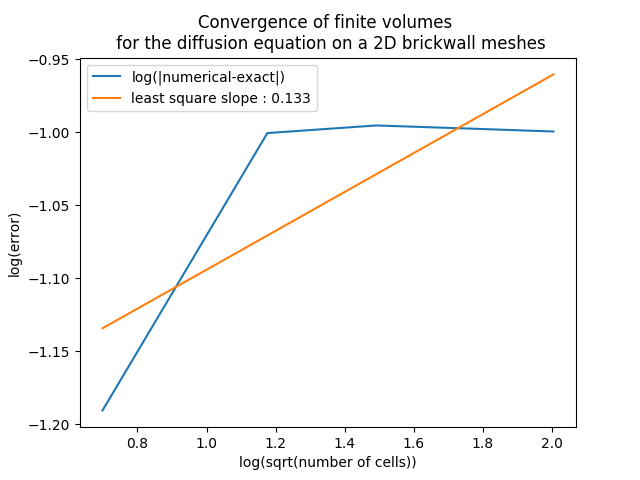 Convergence of finite volumes
for the diffusion equation on a 2D brickwall meshes
log(|numerical-exact|)
least square slope : 0.133
−0.95
−1.00
−1.05
−1.10
−1.15
−1.20
log(error)
0.8 1.0 1.2 1.4 1.6 1.8 2.0
log(sqrt(number of cells))